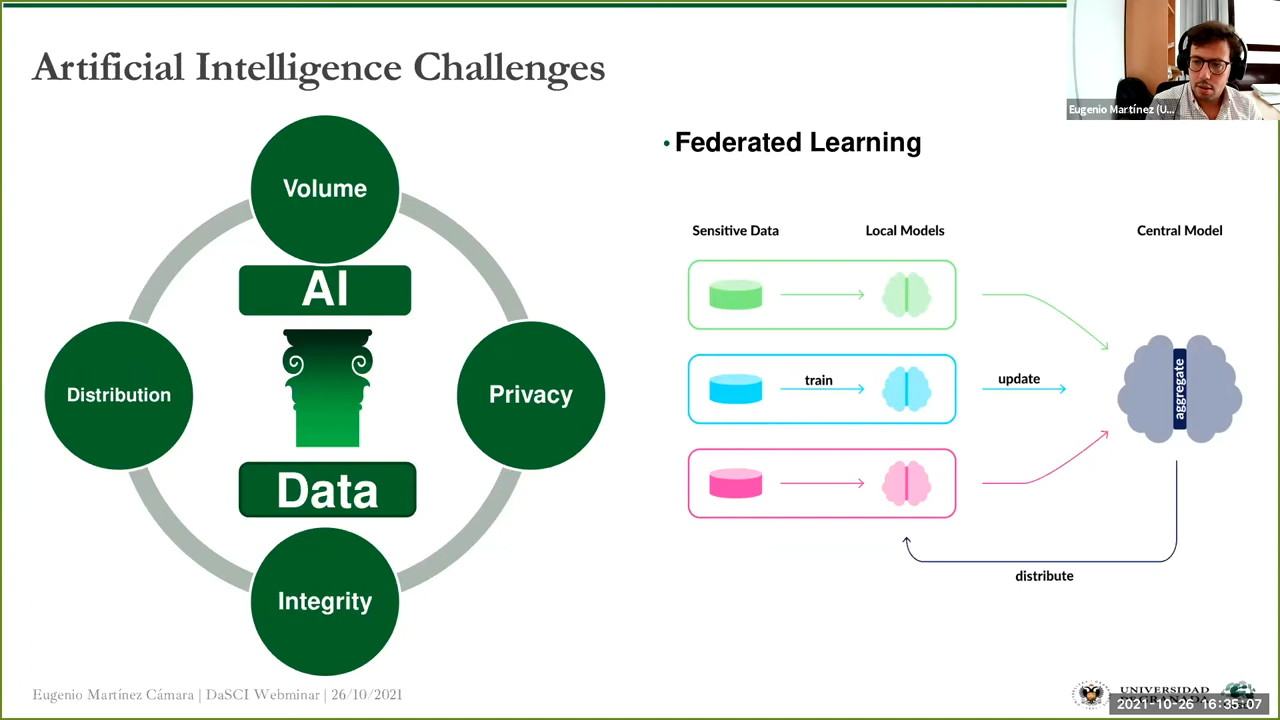 Artificial Intelligence Challenges
Eugenio Martínez (U...
Volume
AI
Distribution
Privacy
Data
Integrity
• Federated Learning
Sensitive Data
Local Models
Central Model
train
update
aggregate
distribute
Eugenio Martínez Cámara | DaSCI Webminar | 26/10/2021
UNIVERSIDAD
2021-10-26 16:35:07